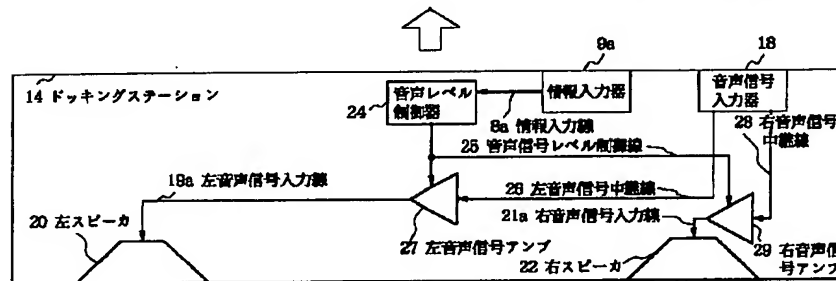 9a
18
14 ドッキングステーション
24
音声レベル
制御器
情報入力器
音声信号
入力器
8a 情報入力線
28 右音声信号
中継線
25 音声信号レベル制御線
19a 左音声信号入力線
26 左音声信号中継線
21a 右音声信号入力線
20 左スピーカ
27 左音声信号アンプ
22 右スピーカ
29 右音声信
号アンプ